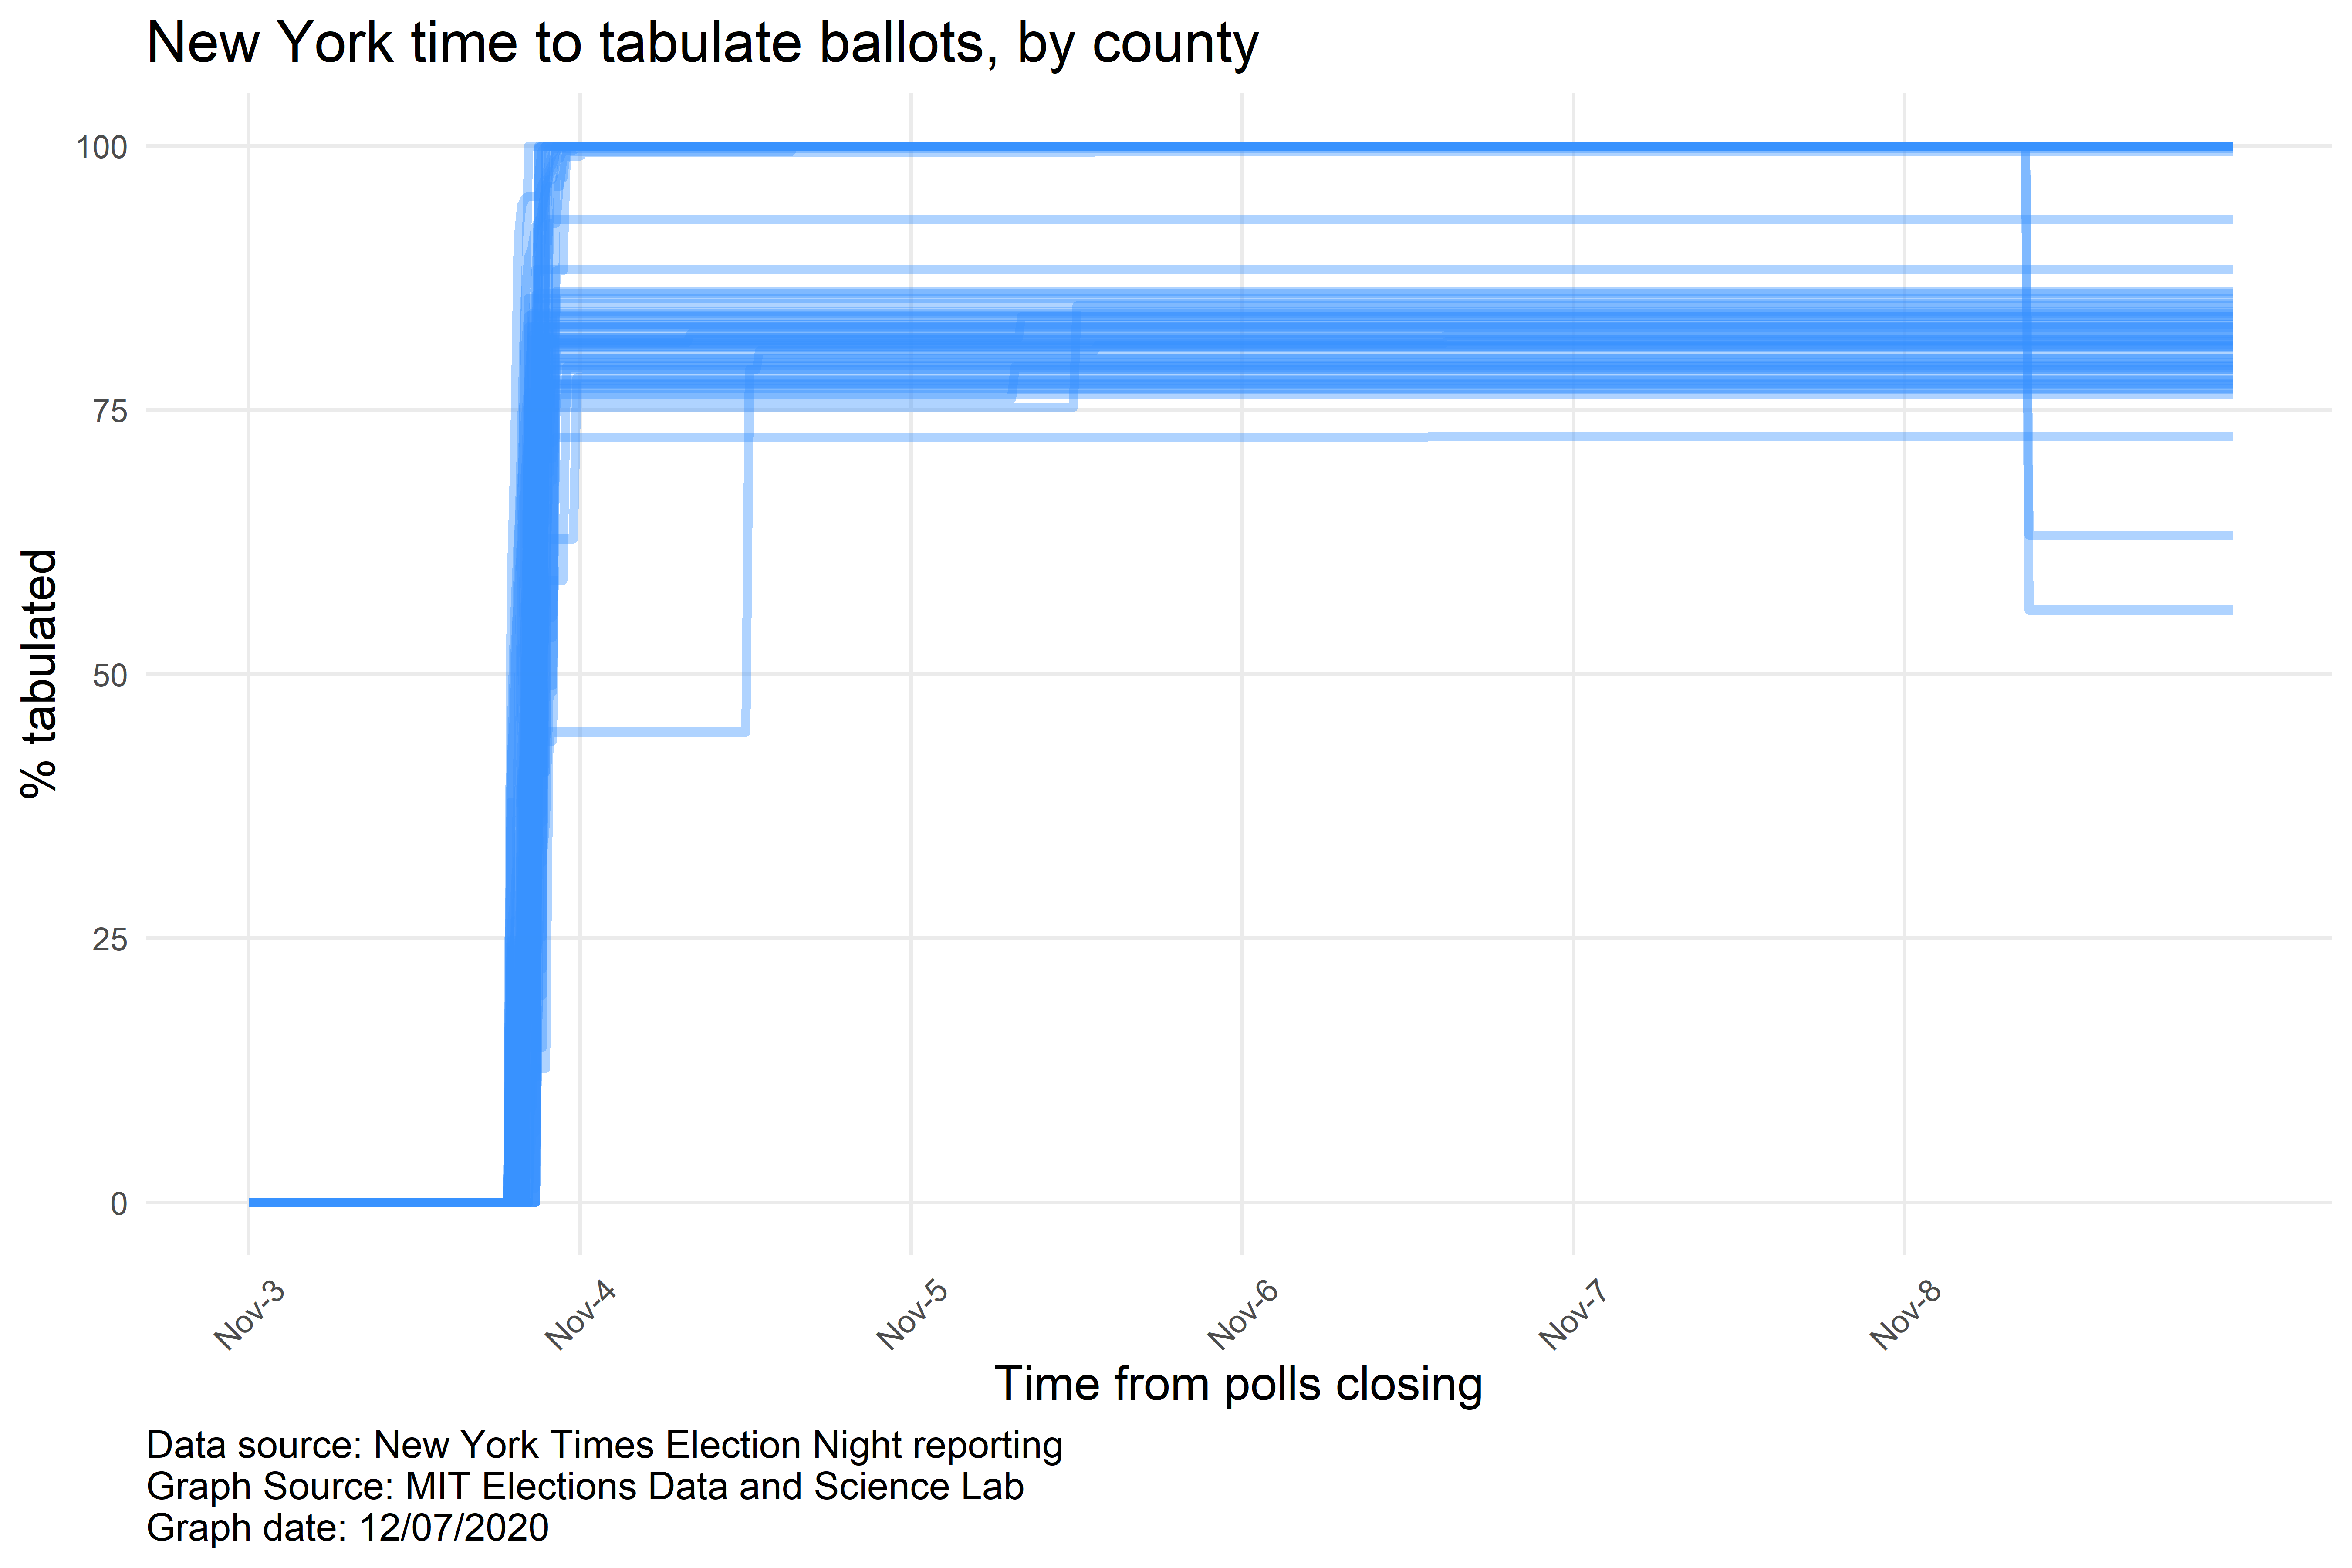 New York time to tabulate ballots, by county
% tabulated
100
75
50
25
0
Nov-3
Nov-4
Nov-5
Nov-6
Nov-7
Nov-8
Time from polls closing
Data source: New York Times Election Night reporting
Graph Source: MIT Elections Data and Science Lab
Graph date: 12/07/2020